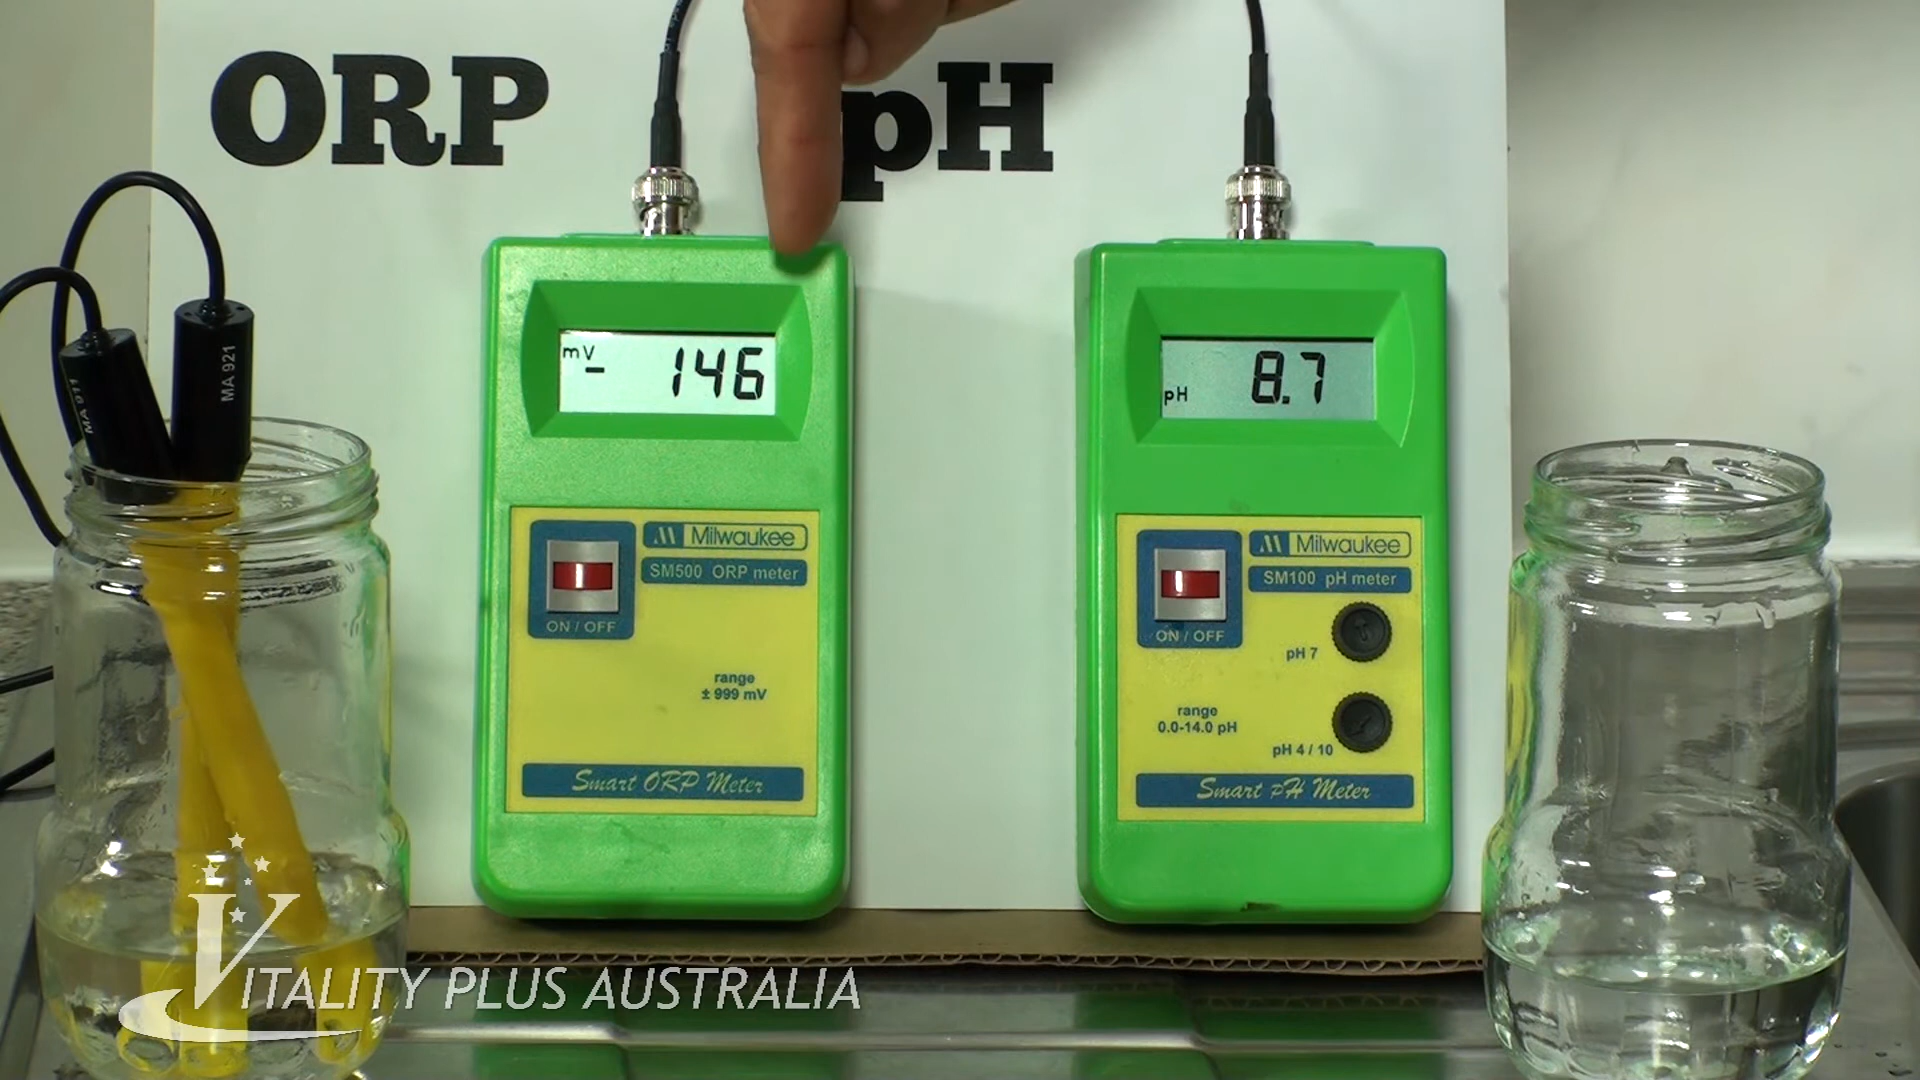 ORP
pH
MA 921
MA 911
mV
- 146
pH
8.7
Milwaukee
SM500 ORP meter
ON / OFF
range
± 999 mV
Smart ORP Meter
Milwaukee
SM100 pH meter
ON / OFF
pH 7
range
0.0-14.0 pH
pH 4 / 10
Smart pH Meter
VITALITY PLUS AUSTRALIA